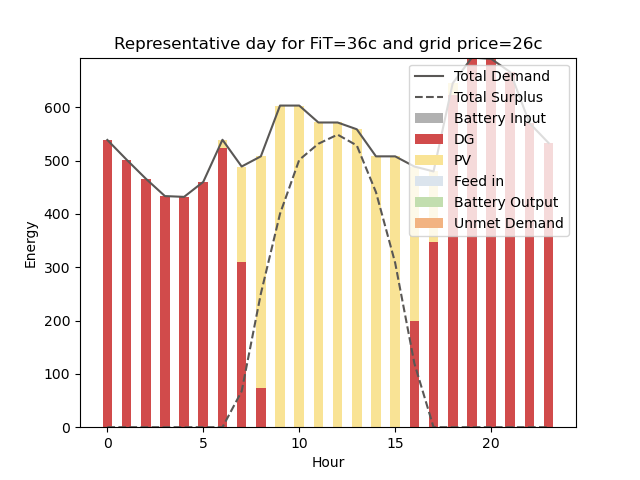 Representative day for FiT=36c and grid price=26c
Total Demand
Total Surplus
Battery Input
DG
PV
Feed in
Battery Output
Unmet Demand
600
500
400
300
200
100
0
Energy
0 5 10 15 20
Hour